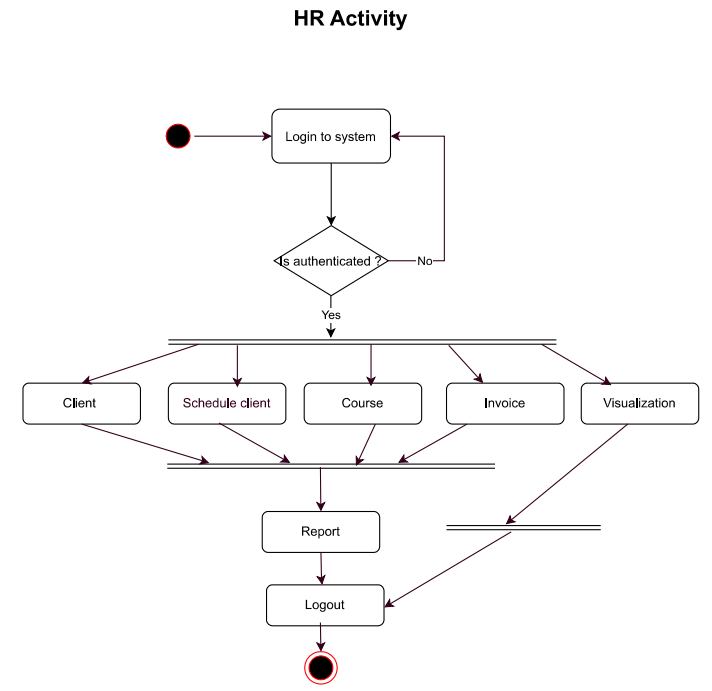 HR Activity
Login to system
Is authenticated ?
No
Yes
Client
Schedule client
Course
Invoice
Visualization
Report
Logout